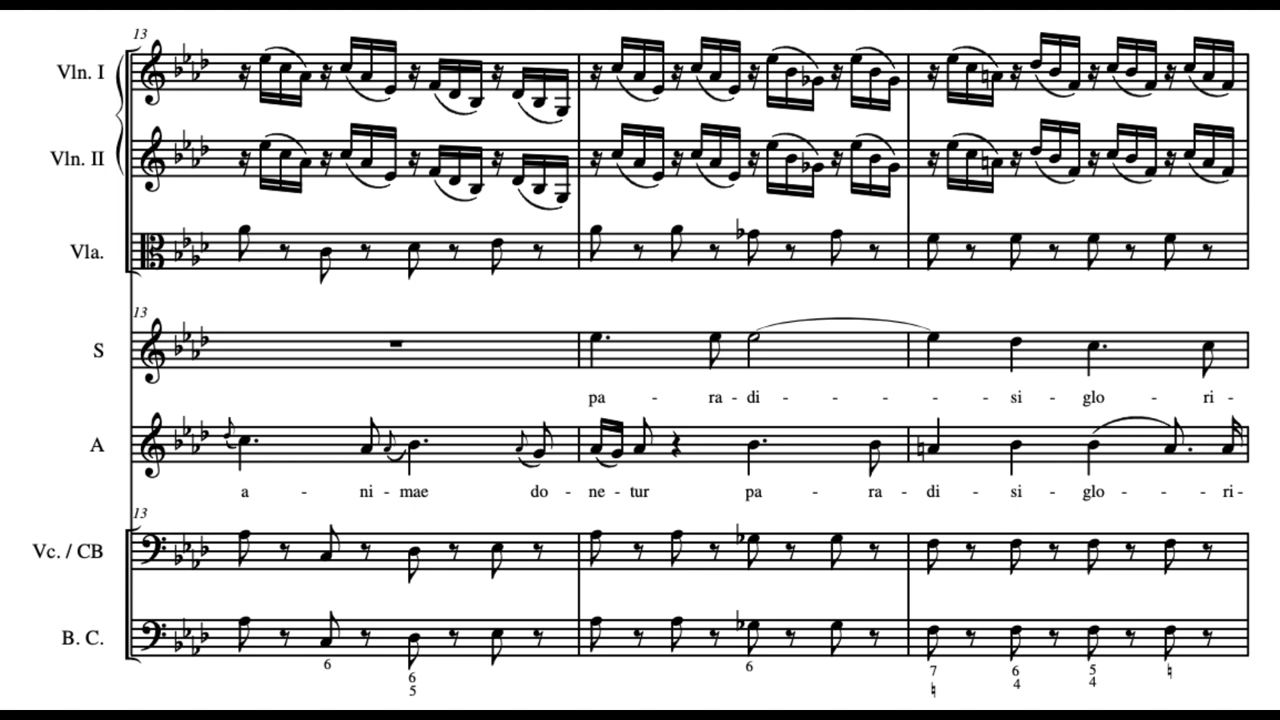 13
Vln. I
Vln. II
Vla.
13
S
pa - ra - di - - - - - - si - glo - ri -
A
a - ni - mae do - ne - tur pa - ra - di - si - glo - - - ri -
13
Vc. / CB
B. C.
6 6 6 7 6 5 ♮
5 ♮ 4 4